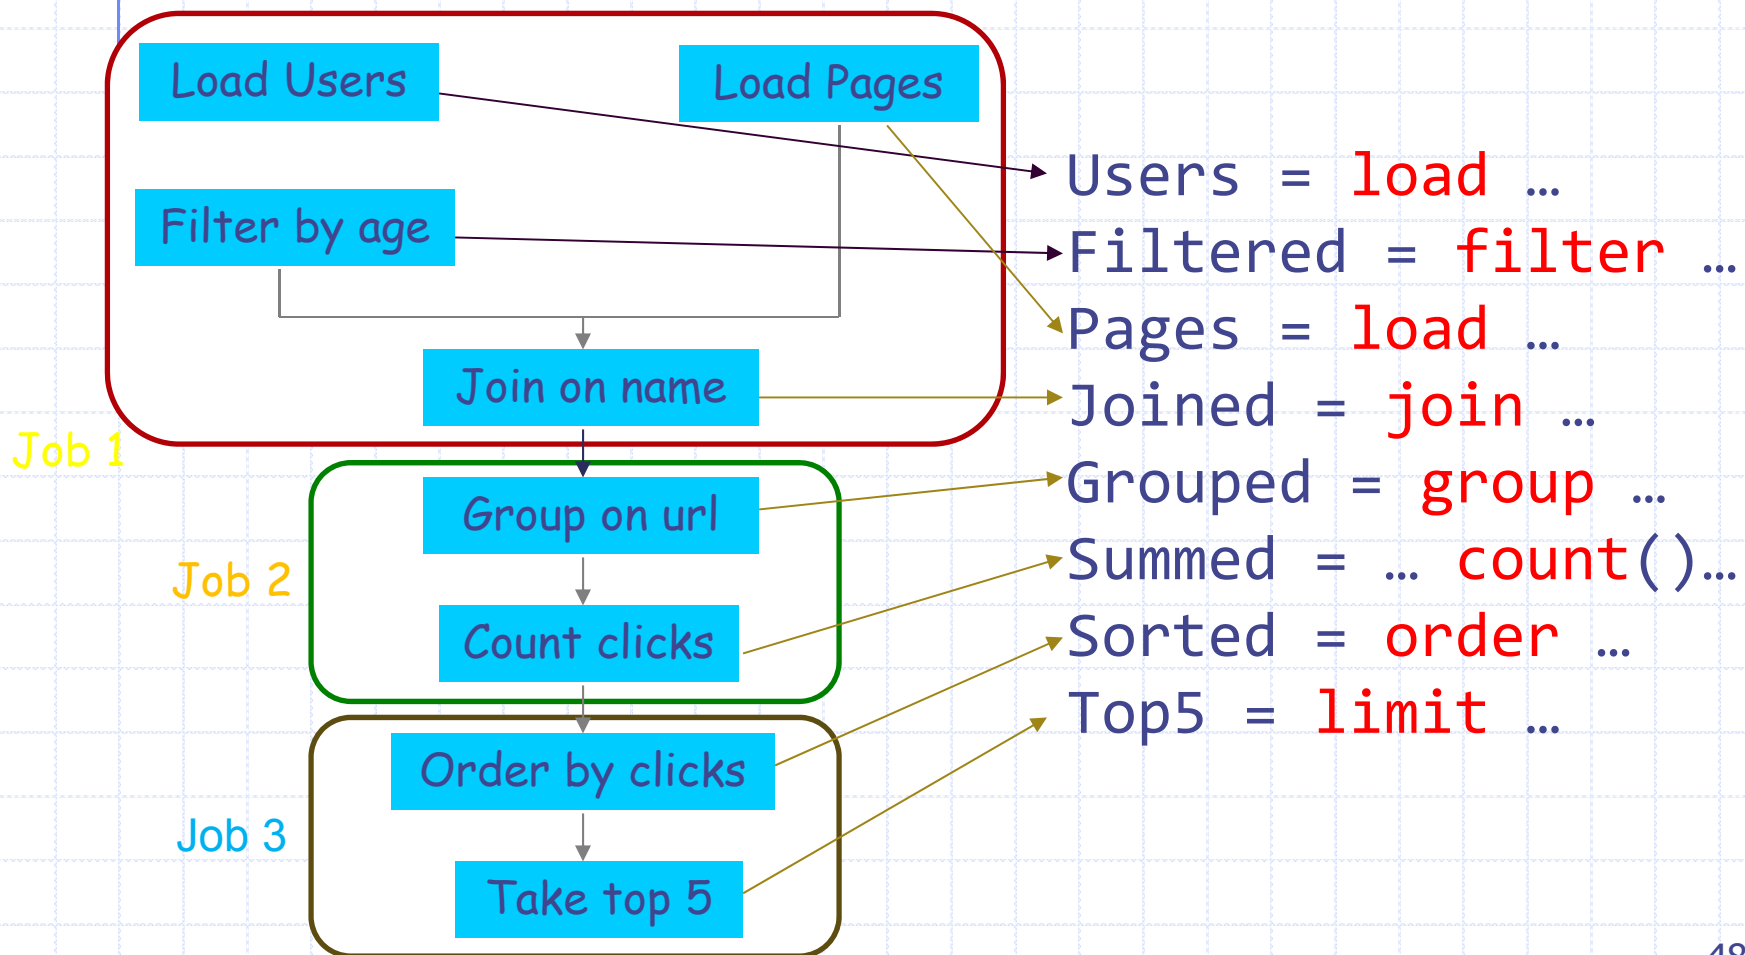 Load Users
Load Pages
Filter by age
Join on name
Job 1
Group on url
Job 2
Count clicks
Order by clicks
Job 3
Take top 5
Users = load …
Filtered = filter …
Pages = load …
Joined = join …
Grouped = group …
Summed = … count()…
Sorted = order …
Top5 = limit …